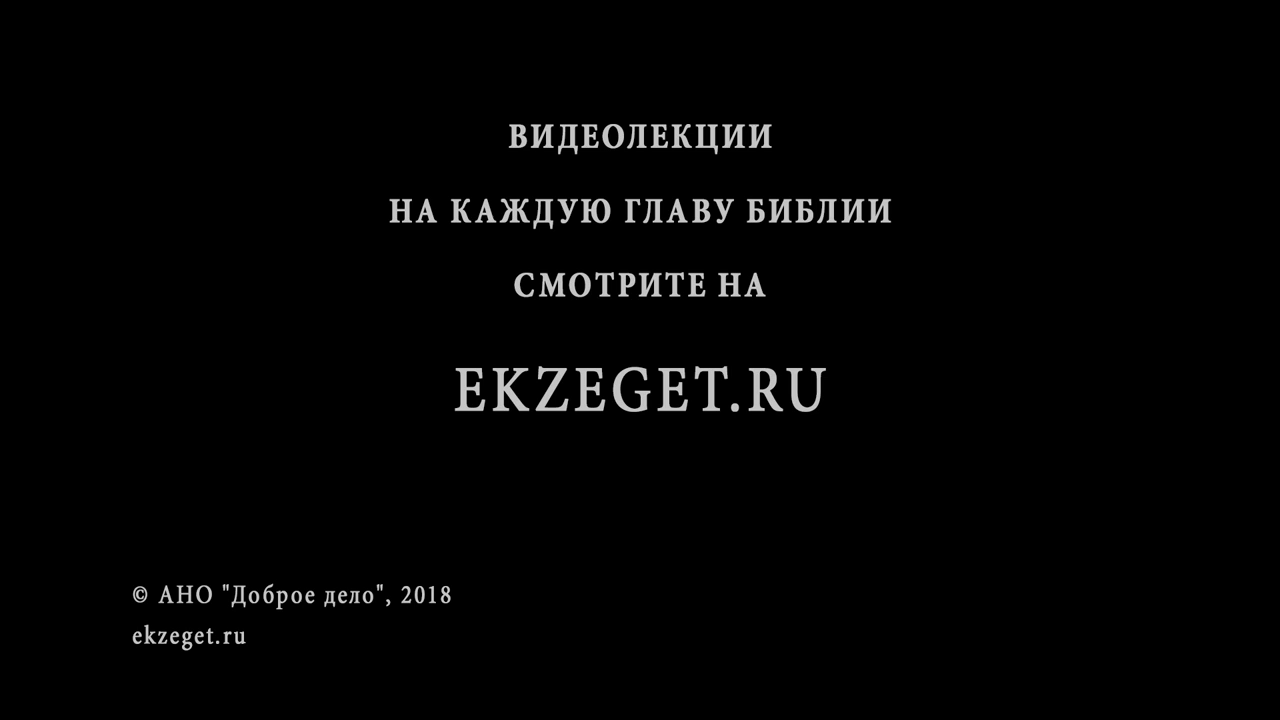 ВИДЕОЛЕКЦИИ
НА КАЖДУЮ ГЛАВУ БИБЛИИ
СМОТРИТЕ НА
EKZEGET.RU
© АНО "Доброе дело", 2018
ekzeget.ru